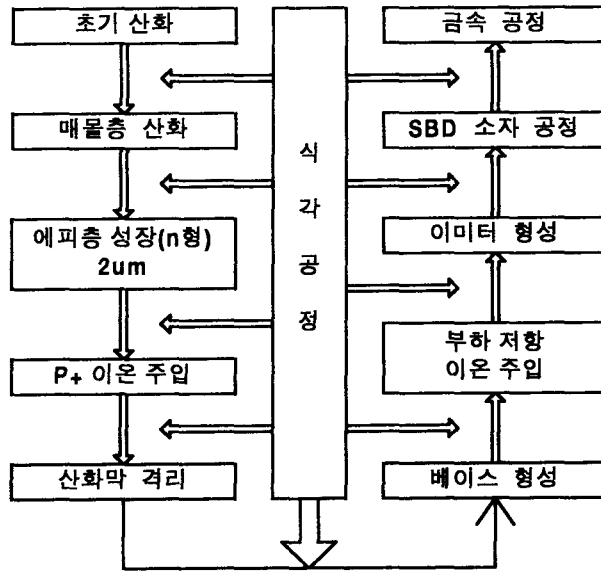 초기 산화
매몰층 산화
에피층 성장(n형)
2um
P+ 이온 주입
산화막 격리
식
각
공
정
금속 공정
SBD 소자 공정
이미터 형성
부하 저항
이온 주입
베이스 형성